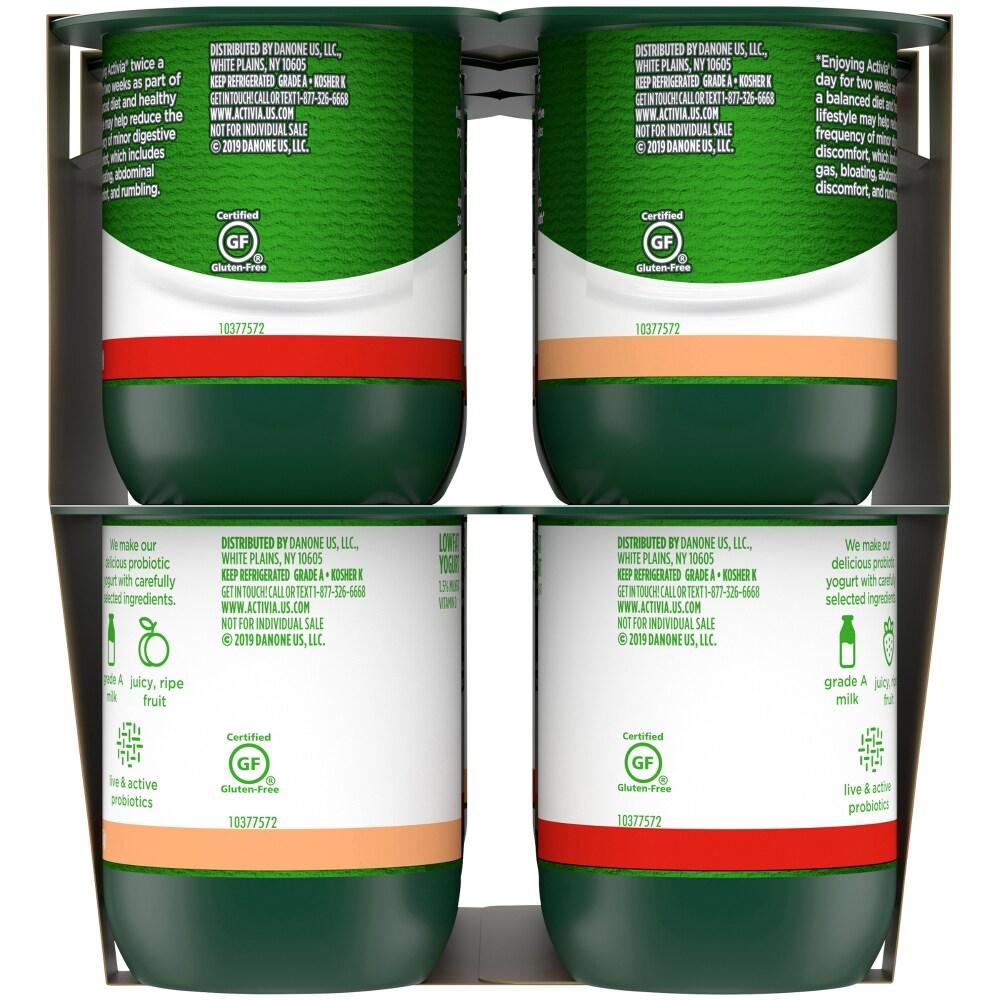 Activia® twice a
weeks as part of
diet and healthy
may help reduce the
of minor digestive
which includes
abdominal
and rumbling.
DISTRIBUTED BY DANONE US, LLC.,
WHITE PLAINS, NY 10605
KEEP REFRIGERATED GRADE A • KOSHER K
GET IN TOUCH! CALL OR TEXT 1-877-326-6668
WWW.ACTIVIA.US.COM
NOT FOR INDIVIDUAL SALE
© 2019 DANONE US, LLC.
Certified
GF®
Gluten-Free
10377572
DISTRIBUTED BY DANONE US, LLC.,
WHITE PLAINS, NY 10605
KEEP REFRIGERATED GRADE A • KOSHER K
GET IN TOUCH! CALL OR TEXT 1-877-326-6668
WWW.ACTIVIA.US.COM
NOT FOR INDIVIDUAL SALE
© 2019 DANONE US, LLC.
Certified
GF®
Gluten-Free
10377572
*Enjoying Activia®
day for two weeks
a balanced diet and
lifestyle may help
frequency of minor
discomfort, which
gas, bloating,
discomfort, and
We make our
delicious probiotic
yogurt with carefully
selected ingredients.
grade A
milk
juicy, ripe
fruit
live & active
probiotics
DISTRIBUTED BY DANONE US, LLC.,
WHITE PLAINS, NY 10605
KEEP REFRIGERATED GRADE A • KOSHER K
GET IN TOUCH! CALL OR TEXT 1-877-326-6668
WWW.ACTIVIA.US.COM
NOT FOR INDIVIDUAL SALE
© 2019 DANONE US, LLC.
Certified
GF®
Gluten-Free
10377572
LOWFAT
YOGURT
VITAMIN D
DISTRIBUTED BY DANONE US, LLC.,
WHITE PLAINS, NY 10605
KEEP REFRIGERATED GRADE A • KOSHER K
GET IN TOUCH! CALL OR TEXT 1-877-326-6668
WWW.ACTIVIA.US.COM
NOT FOR INDIVIDUAL SALE
© 2019 DANONE US, LLC.
Certified
GF®
Gluten-Free
10377572
We make our
delicious probiotic
yogurt with carefully
selected ingredients
grade A
milk
juicy,
fruit
live & active
probiotics